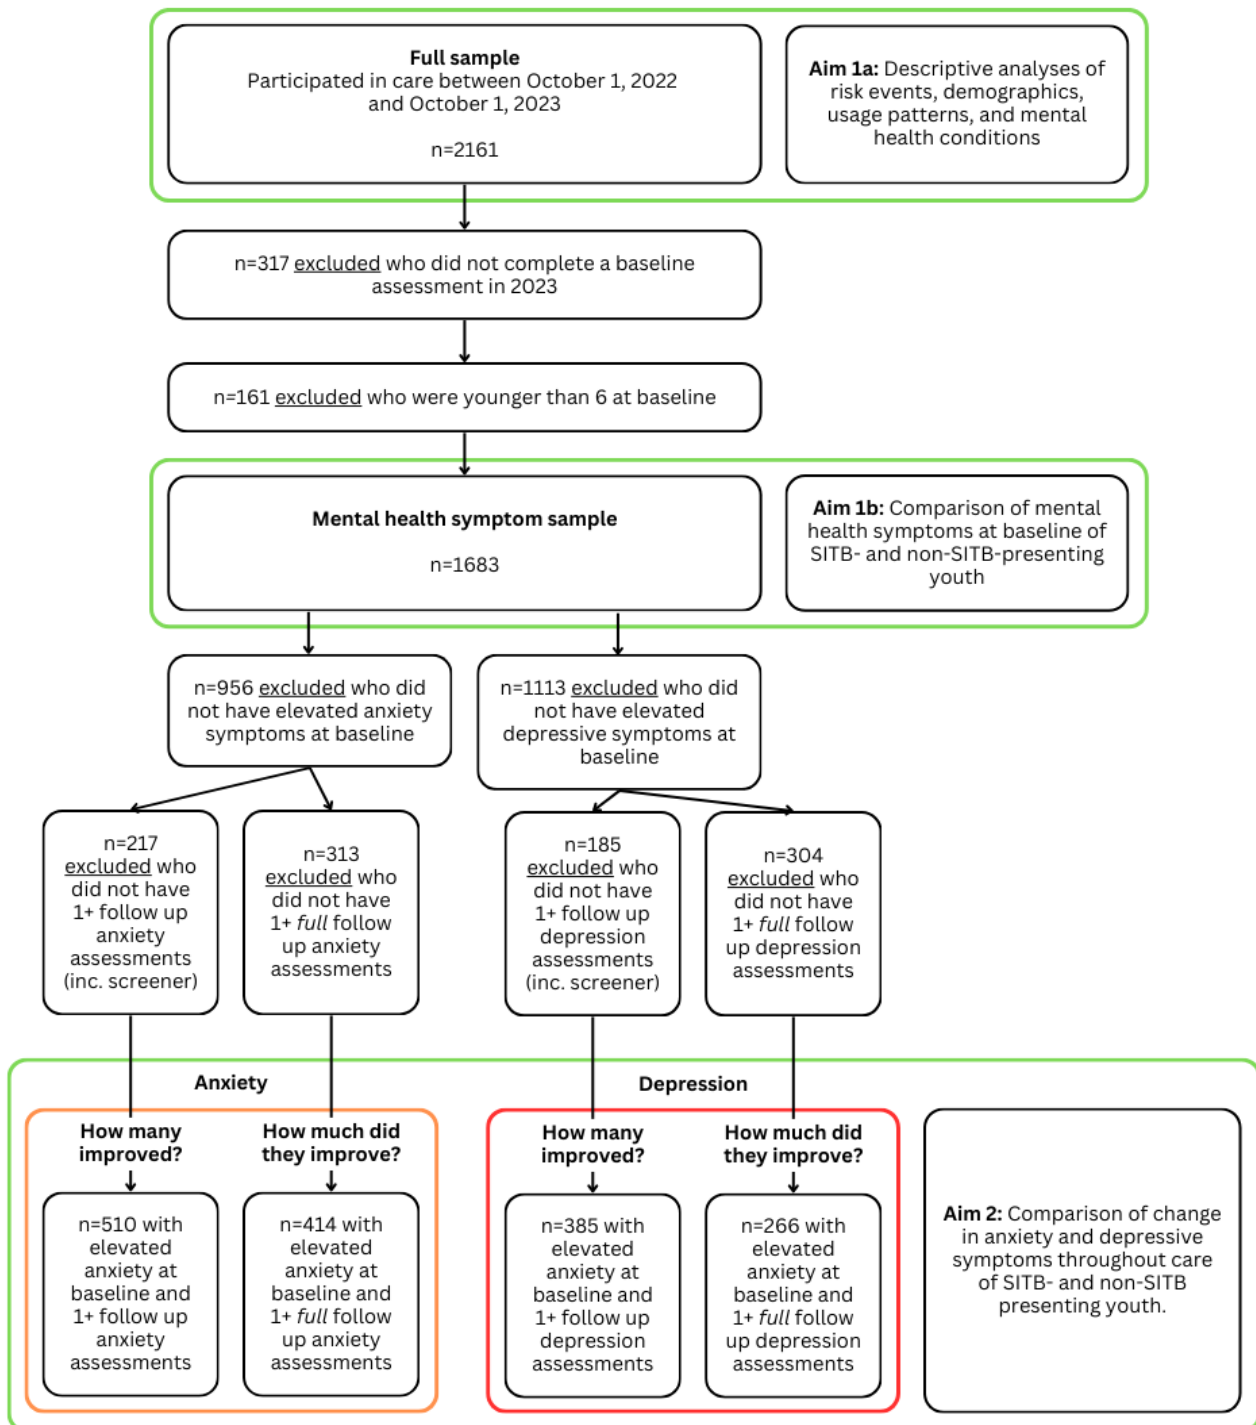 Full sample
Participated in care between October 1, 2022
and October 1, 2023
n=2161
Aim 1a: Descriptive analyses of
risk events, demographics,
usage patterns, and mental
health conditions
n=317 excluded who did not complete a baseline
assessment in 2023
n=161 excluded who were younger than 6 at baseline
Mental health symptom sample
n=1683
Aim 1b: Comparison of mental
health symptoms at baseline of
SITB- and non-SITB-presenting
youth
n=956 excluded who did
not have elevated anxiety
symptoms at baseline
n=1113 excluded who did
not have elevated
depressive symptoms at
baseline
n=217
excluded who
did not have
1+ follow up
anxiety
assessments
(inc. screener)
n=313
excluded who
did not have
1+ full follow
up anxiety
assessments
n=185
excluded who
did not have
1+ follow up
depression
assessments
(inc. screener)
n=304
excluded who
did not have
1+ full follow
up depression
assessments
Anxiety
Depression
How many
improved?
How much did
they improve?
How many
improved?
How much did
they improve?
n=510 with
elevated
anxiety at
baseline and
1+ follow up
anxiety
assessments
n=414 with
elevated
anxiety at
baseline and
1+ full follow
up anxiety
assessments
n=385 with
elevated
anxiety at
baseline and
1+ follow up
depression
assessments
n=266 with
elevated
anxiety at
baseline and
1+ full follow
up depression
assessments
Aim 2: Comparison of change
in anxiety and depressive
symptoms throughout care
of SITB- and non-SITB
presenting youth.